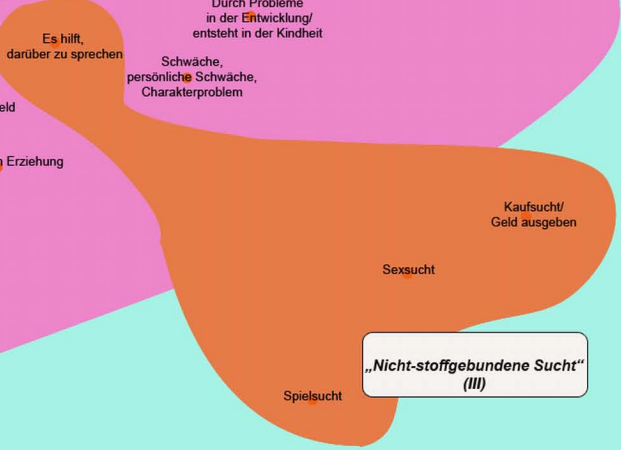 Durch Probleme
in der Entwicklung/
entsteht in der Kindheit
Es hilft,
darüber zu sprechen
Schwäche,
persönliche Schwäche,
Charakterproblem
eld
Erziehung
Kaufsucht/
Geld ausgeben
Sexsucht
„Nicht-stoffgebundene Sucht“
(III)
Spielsucht